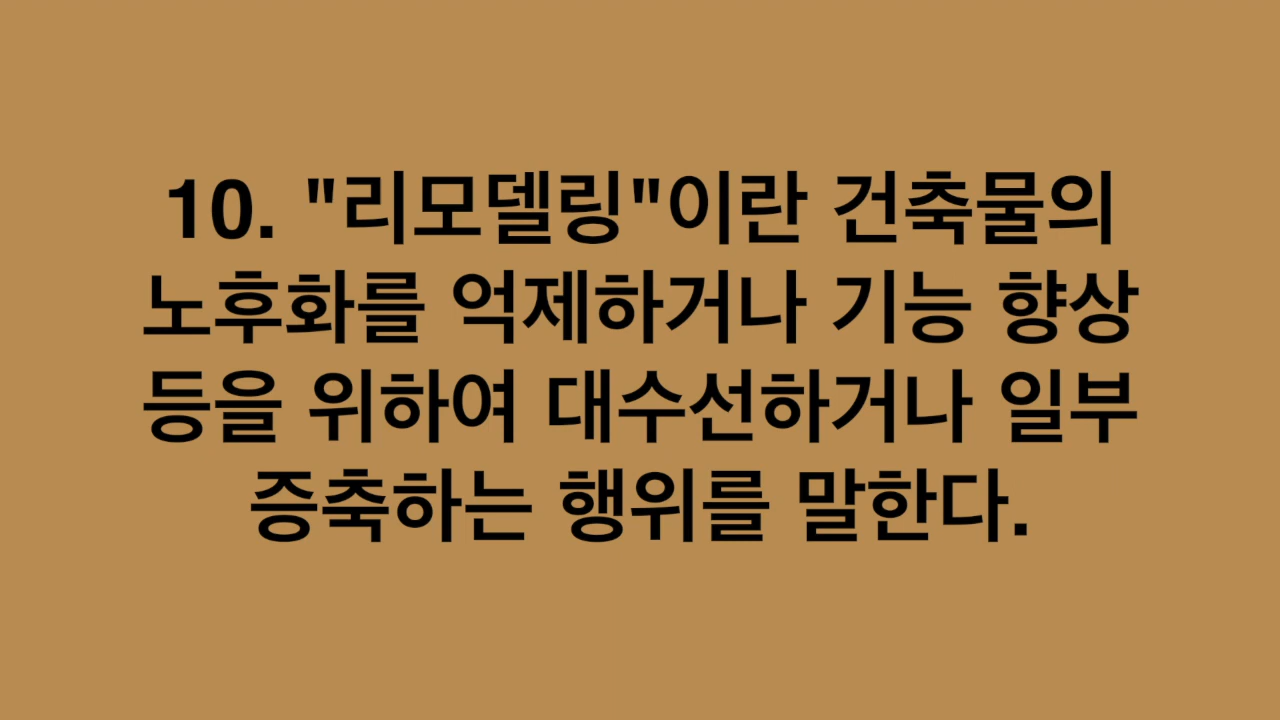 10. "리모델링"이란 건축물의
노후화를 억제하거나 기능 향상
등을 위하여 대수선하거나 일부
증축하는 행위를 말한다.